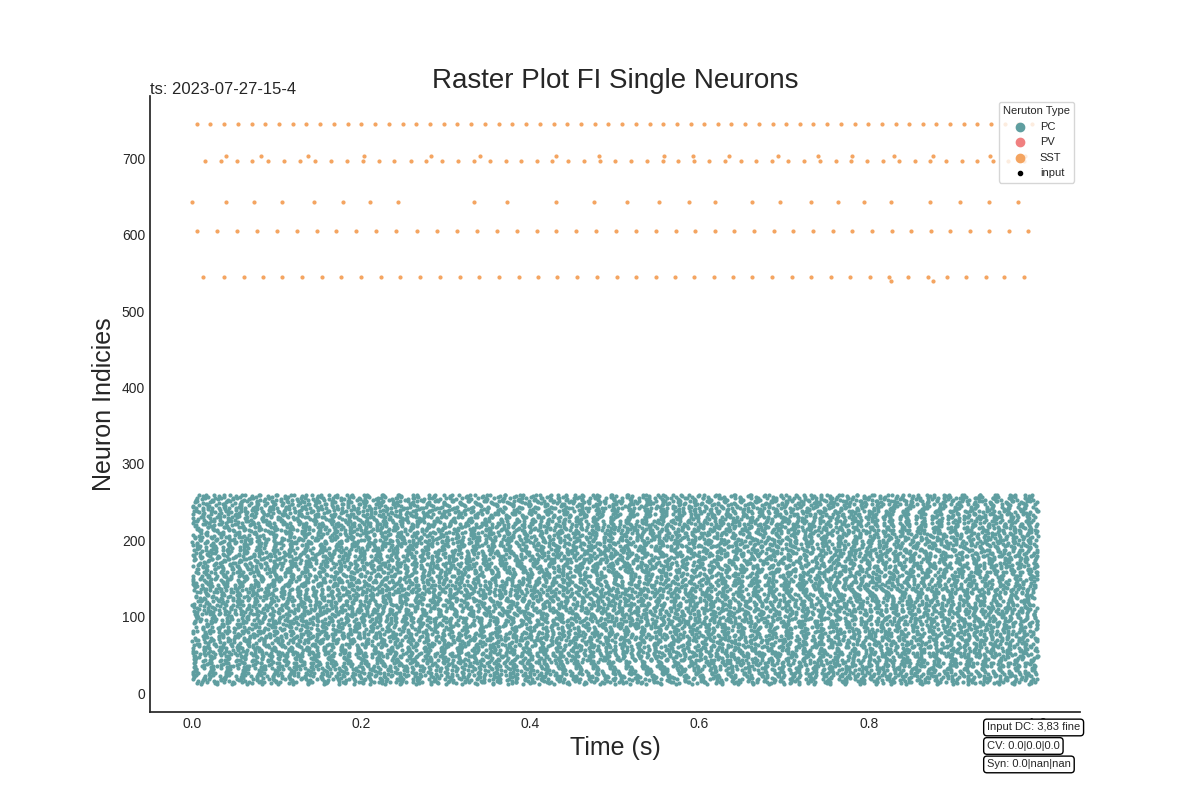 Raster Plot FI Single Neurons
ts: 2023-07-27-15-4
Neruton Type
PC
PV
SST
input
700
600
500
400
300
200
100
0
Neuron Indicies
0.0 0.2 0.4 0.6 0.8
Time (s)
Input DC: 3,83 fine
CV: 0.0|0.0|0.0
Syn: 0.0|nan|nan